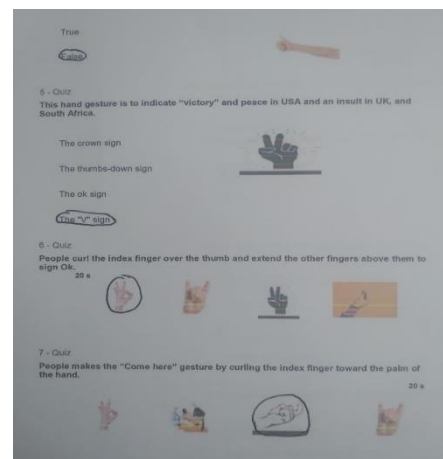 True
False
5 - Quiz
This hand gesture is to indicate "victory" and peace in USA and an insult in UK, and
South Africa.
The crown sign
The thumbs-down sign
The ok sign
The "V" sign
6 - Quiz
People curl the index finger over the thumb and extend the other fingers above them to
sign Ok.
20 s
7 - Quiz
People makes the "Come here" gesture by curling the index finger toward the palm of
the hand.
20 s